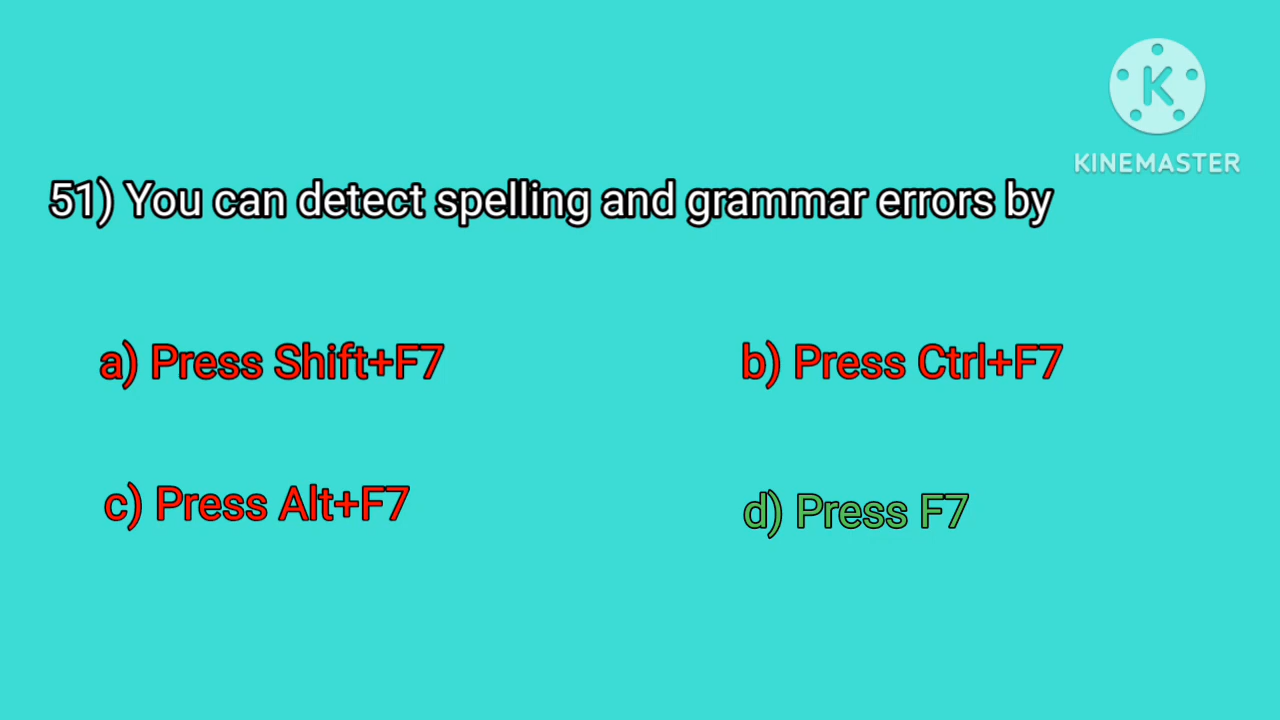 K
KINEMASTER
51) You can detect spelling and grammar errors by
a) Press Shift+F7
b) Press Ctrl+F7
c) Press Alt+F7
d) Press F7